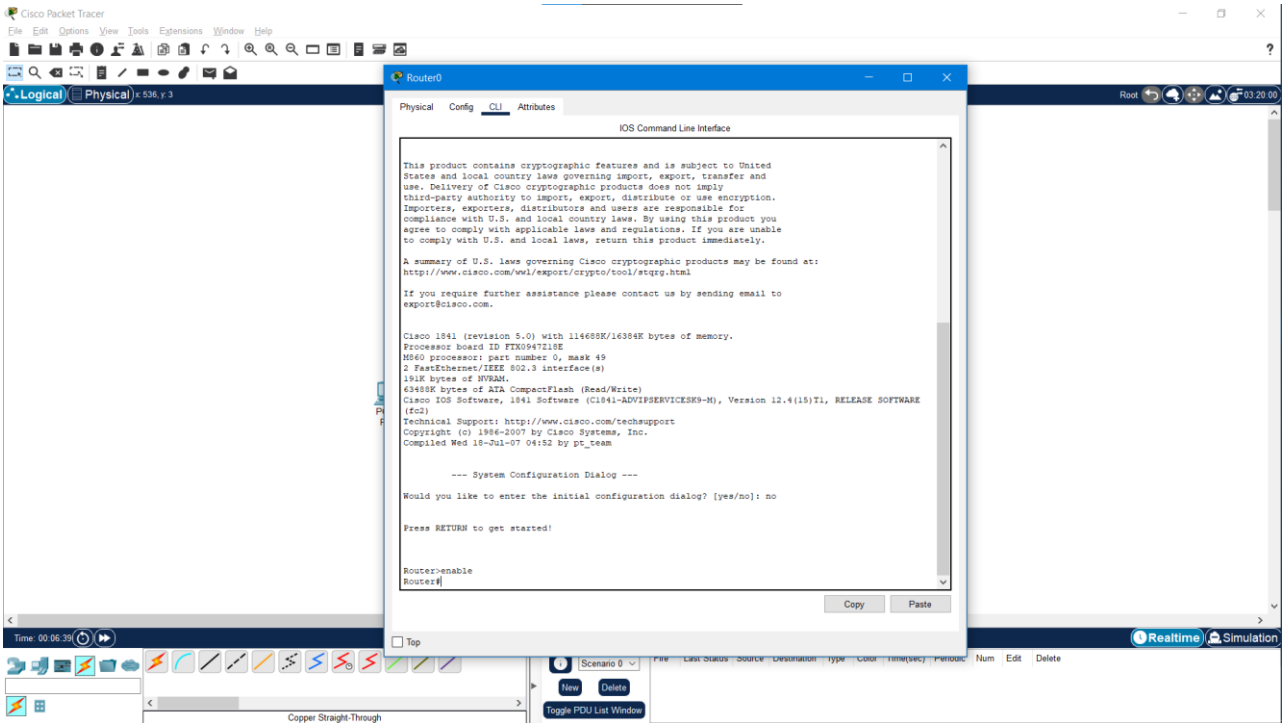 Cisco Packet Tracer
File Edit Options View Tools Extensions Window Help
?
Logical Physical x: 536, y: 3
Root 03:20:00
Router0
Physical Config CLI Attributes
IOS Command Line Interface
This product contains cryptographic features and is subject to United
States and local country laws governing import, export, transfer and
use. Delivery of Cisco cryptographic products does not imply
third-party authority to import, export, distribute or use encryption.
Importers, exporters, distributors and users are responsible for
compliance with U.S. and local country laws. By using this product you
agree to comply with applicable laws and regulations. If you are unable
to comply with U.S. and local laws, return this product immediately.
A summary of U.S. laws governing Cisco cryptographic products may be found at:
http://www.cisco.com/wwl/export/crypto/tool/stqrg.html
If you require further assistance please contact us by sending email to
export@cisco.com.
Cisco 1841 (revision 5.0) with 114688K/16384K bytes of memory.
Processor board ID FTX0947Z18E
M860 processor: part number 0, mask 49
2 FastEthernet/IEEE 802.3 interface(s)
191K bytes of NVRAM.
63488K bytes of ATA CompactFlash (Read/Write)
Cisco IOS Software, 1841 Software (C1841-ADVIPSERVICESK9-M), Version 12.4(15)T1, RELEASE SOFTWARE
(fc2)
Technical Support: http://www.cisco.com/techsupport
Copyright (c) 1986-2007 by Cisco Systems, Inc.
Compiled Wed 18-Jul-07 04:52 by pt_team
--- System Configuration Dialog ---
Would you like to enter the initial configuration dialog? [yes/no]: no
Press RETURN to get started!
Router>enable
Router#
Copy Paste
Top
Time: 00:06:39
Realtime Simulation
Scenario 0
Fire Last Status Source Destination Type Color Time(sec) Periodic Num Edit Delete
New Delete
Toggle PDU List Window
Copper Straight-Through